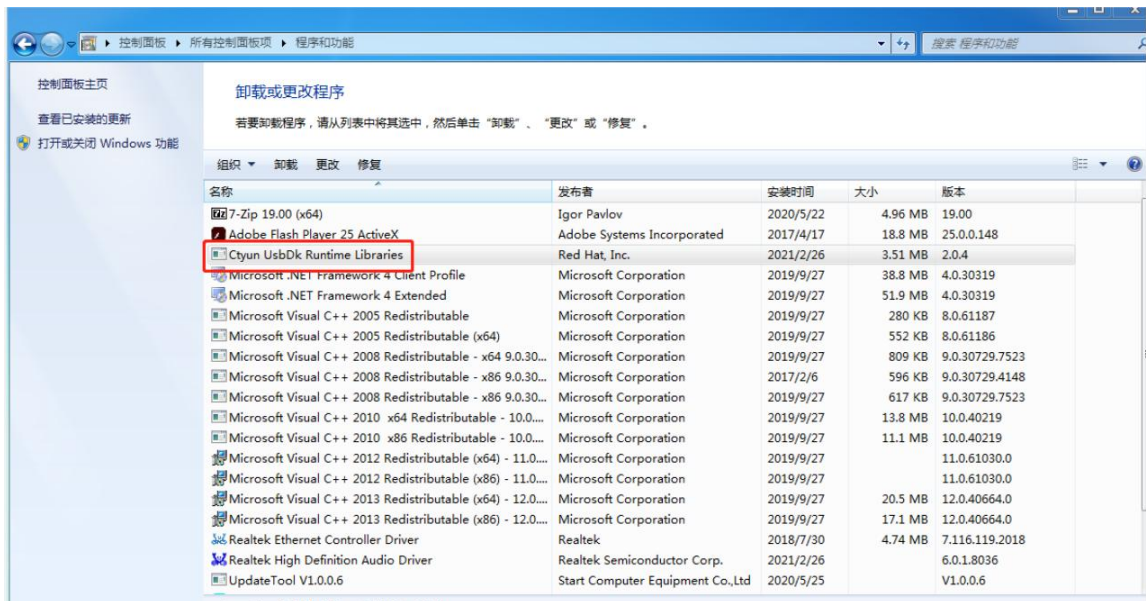 控制面板 ▸ 所有控制面板项 ▸ 程序和功能
搜索 程序和功能
控制面板主页
查看已安装的更新
打开或关闭 Windows 功能
卸载或更改程序
若要卸载程序，请从列表中将其选中，然后单击“卸载”、“更改”或“修复”。
组织 卸载 更改 修复
名称 发布者 安装时间 大小 版本
7-Zip 19.00 (x64) Igor Pavlov 2020/5/22 4.96 MB 19.00
Adobe Flash Player 25 ActiveX Adobe Systems Incorporated 2017/4/17 18.8 MB 25.0.0.148
Ctyun UsbDk Runtime Libraries Red Hat, Inc. 2021/2/26 3.51 MB 2.0.4
Microsoft .NET Framework 4 Client Profile Microsoft Corporation 2019/9/27 38.8 MB 4.0.30319
Microsoft .NET Framework 4 Extended Microsoft Corporation 2019/9/27 51.9 MB 4.0.30319
Microsoft Visual C++ 2005 Redistributable Microsoft Corporation 2019/9/27 280 KB 8.0.61187
Microsoft Visual C++ 2005 Redistributable (x64) Microsoft Corporation 2019/9/27 552 KB 8.0.61186
Microsoft Visual C++ 2008 Redistributable - x64 9.0.30... Microsoft Corporation 2019/9/27 809 KB 9.0.30729.7523
Microsoft Visual C++ 2008 Redistributable - x86 9.0.30... Microsoft Corporation 2017/2/6 596 KB 9.0.30729.4148
Microsoft Visual C++ 2008 Redistributable - x86 9.0.30... Microsoft Corporation 2019/9/27 617 KB 9.0.30729.7523
Microsoft Visual C++ 2010 x64 Redistributable - 10.0.... Microsoft Corporation 2019/9/27 13.8 MB 10.0.40219
Microsoft Visual C++ 2010 x86 Redistributable - 10.0.... Microsoft Corporation 2019/9/27 11.1 MB 10.0.40219
Microsoft Visual C++ 2012 Redistributable (x64) - 11.0.... Microsoft Corporation 2019/9/27 11.0.61030.0
Microsoft Visual C++ 2012 Redistributable (x86) - 11.0.... Microsoft Corporation 2019/9/27 11.0.61030.0
Microsoft Visual C++ 2013 Redistributable (x64) - 12.0.... Microsoft Corporation 2019/9/27 20.5 MB 12.0.40664.0
Microsoft Visual C++ 2013 Redistributable (x86) - 12.0.... Microsoft Corporation 2019/9/27 17.1 MB 12.0.40664.0
Realtek Ethernet Controller Driver Realtek 2018/7/30 4.74 MB 7.116.119.2018
Realtek High Definition Audio Driver Realtek Semiconductor Corp. 2021/2/26 6.0.1.8036
UpdateTool V1.0.0.6 Start Computer Equipment Co.,Ltd 2020/5/25 V1.0.0.6